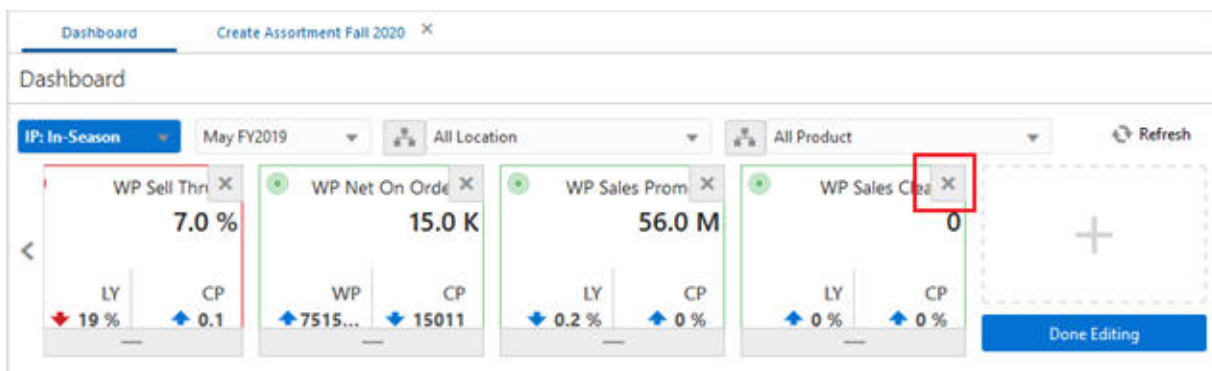 Dashboard
Create Assortment Fall 2020
Dashboard
IP: In-Season
May FY2019
All Location
All Product
Refresh
WP Sell Thr
7.0 %
LY
CP
19 %
0.1
WP Net On Orde
15.0 K
WP
CP
7515...
15011
WP Sales Prom
56.0 M
LY
CP
0.2 %
0 %
WP Sales Clea
0
LY
CP
0 %
0 %
Done Editing